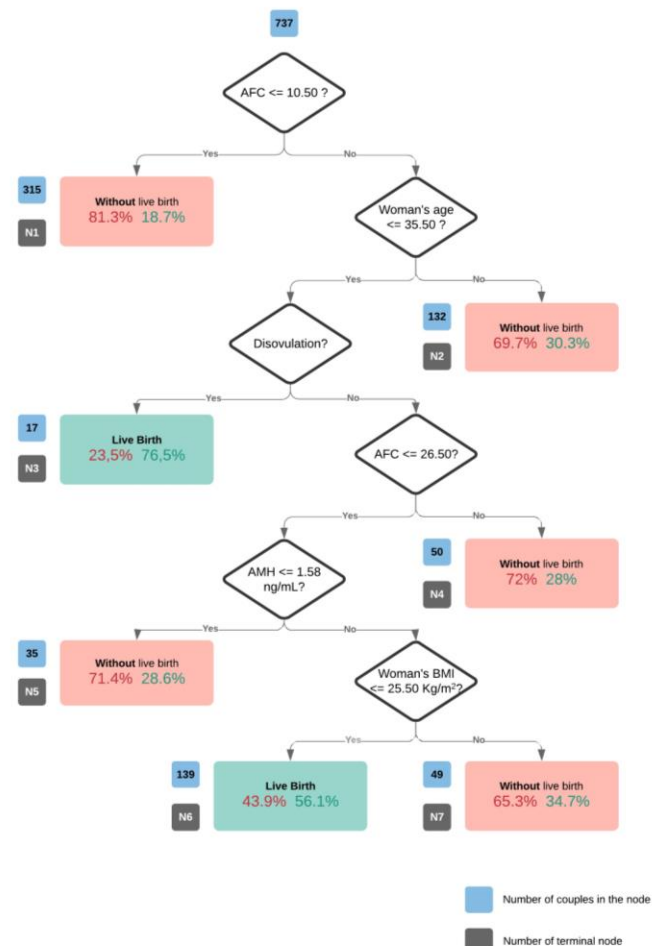 737
AFC <= 10.50 ?
Yes
No
315
N1
Without live birth
81.3% 18.7%
Woman's age
<= 35.50 ?
Yes
No
Disovulation?
132
N2
Without live birth
69.7% 30.3%
Yes
No
17
N3
Live Birth
23,5% 76,5%
AFC <= 26.50?
Yes
No
AMH <= 1.58
ng/mL?
50
N4
Without live birth
72% 28%
Yes
No
35
N5
Without live birth
71.4% 28.6%
Woman's BMI
<= 25.50 Kg/m²?
Yes
No
139
N6
Live Birth
43.9% 56.1%
49
N7
Without live birth
65.3% 34.7%
Number of couples in the node
Number of terminal node